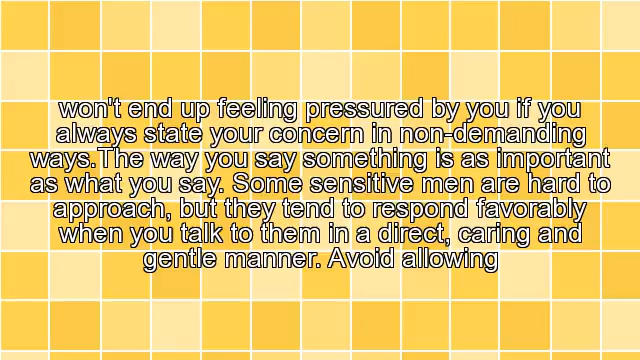 won't end up feeling pressured by you if you
always state your concern in non-demanding
ways.The way you say something is as important
as what you say. Some sensitive men are hard to
approach, but they tend to respond favorably
when you talk to them in a direct, caring and
gentle manner. Avoid allowing